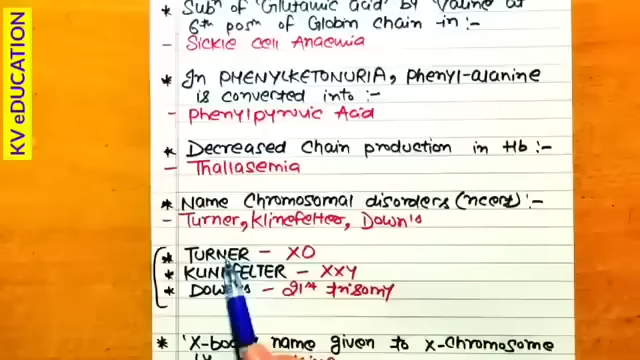 KV eDUCATION
* Subⁿ of Glutamic acid by Valine at
6th posⁿ of Globin Chain in :-
- Sickle cell Anaemia
* In PHENYLKETONURIA, phenyl-alanine
is converted into :-
- Phenylpyruvic Acid
* Decreased Chain production in Hb :-
- Thallasemia
* Name Chromosomal disorders (ncert) :-
- Turner, Klinefelter, Down's
* TURNER - XO
* KLINEFELTER - XXY
* - 21st trisomy
* 'X- name given to X-Chromosome
by